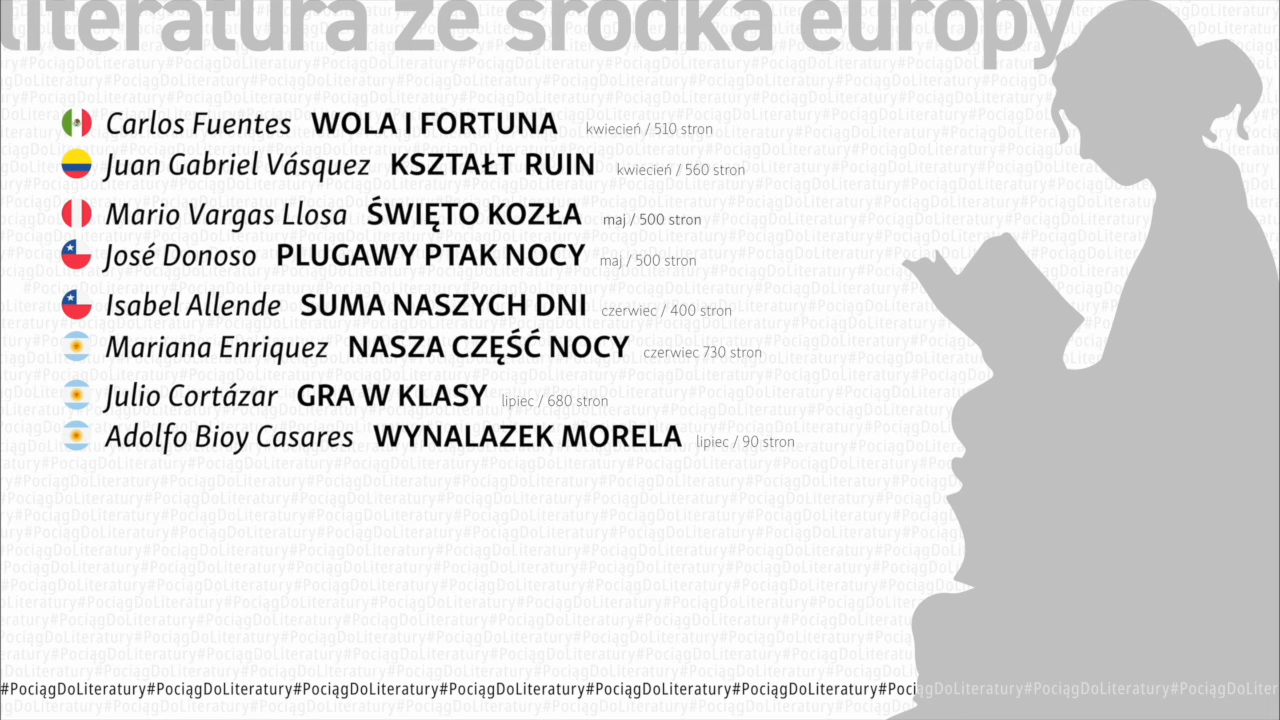 literatura ze środka europy
Carlos Fuentes WOLA I FORTUNA kwiecień / 510 stron
Juan Gabriel Vásquez KSZTAŁT RUIN kwiecień / 560 stron
Mario Vargas Llosa ŚWIĘTO KOZŁA maj / 500 stron
José Donoso PLUGAWY PTAK NOCY maj / 500 stron
Isabel Allende SUMA NASZYCH DNI czerwiec / 400 stron
Mariana Enriquez NASZA CZĘŚĆ NOCY czerwiec 730 stron
Julio Cortázar GRA W KLASY lipiec / 680 stron
Adolfo Bioy Casares WYNALAZEK MORELA lipiec / 90 stron
#PociągDoLiteratury#PociągDoLiteratury#PociągDoLiteratury#PociągDoLiteratury#PociągDoLiteratury#PociągDoLiteratury#PociągDoLiteratury#PociągDoLiteratury#PociągDoLiter